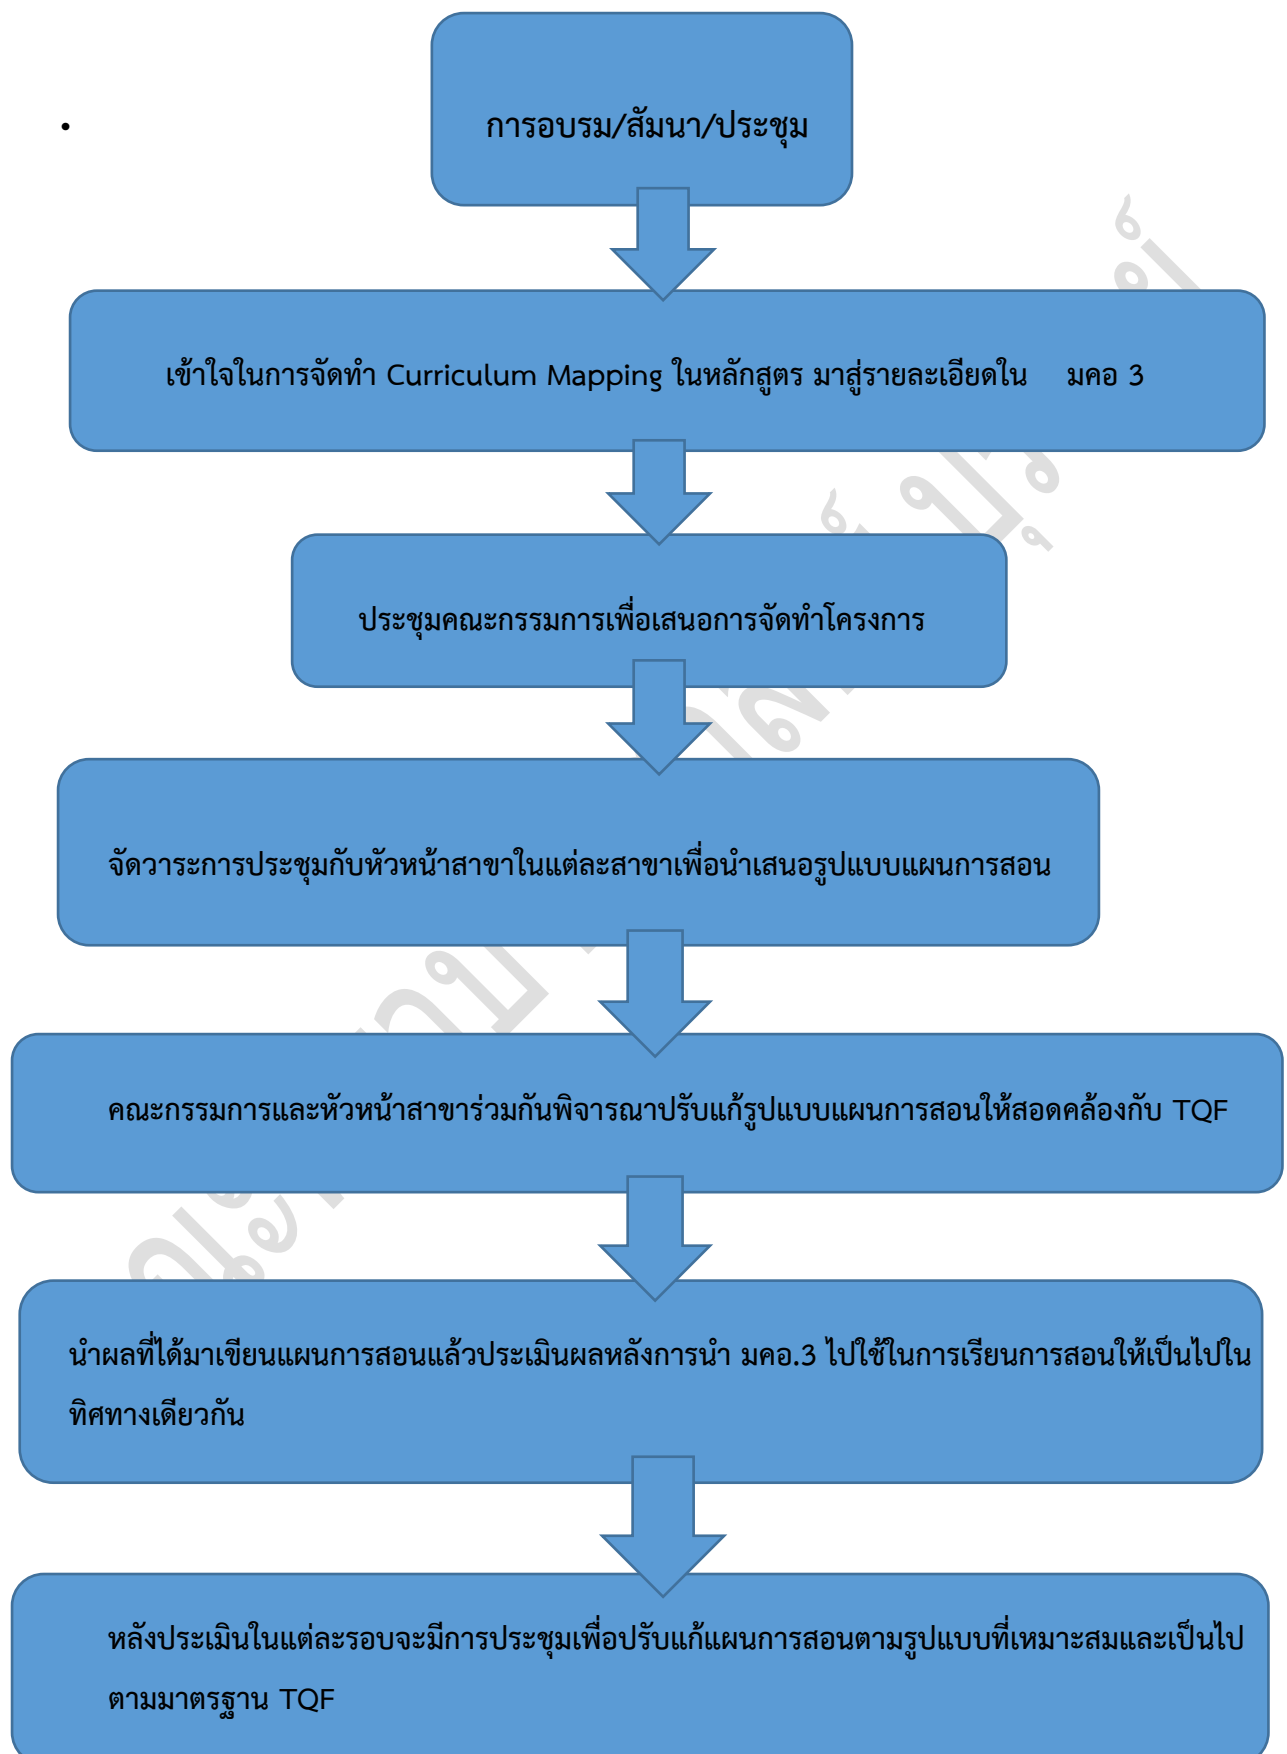 การอบรม/สัมนา/ประชุม
เข้าใจในการจัดทำ Curriculum Mapping ในหลักสูตร มาสู่รายละเอียดใน มคอ 3
ประชุมคณะกรรมการเพื่อเสนอการจัดทำโครงการ
จัดวาระการประชุมกับหัวหน้าสาขาในแต่ละสาขาเพื่อนำเสนอรูปแบบแผนการสอน
คณะกรรมการและหัวหน้าสาขาร่วมกันพิจารณาปรับแก้รูปแบบแผนการสอนให้สอดคล้องกับ TQF
นำผลที่ได้มาเขียนแผนการสอนแล้วประเมินผลหลังการนำ มคอ.3 ไปใช้ในการเรียนการสอนให้เป็นไปใน
ทิศทางเดียวกัน
หลังประเมินในแต่ละรอบจะมีการประชุมเพื่อปรับแก้แผนการสอนตามรูปแบบที่เหมาะสมและเป็นไป
ตามมาตรฐาน TQF